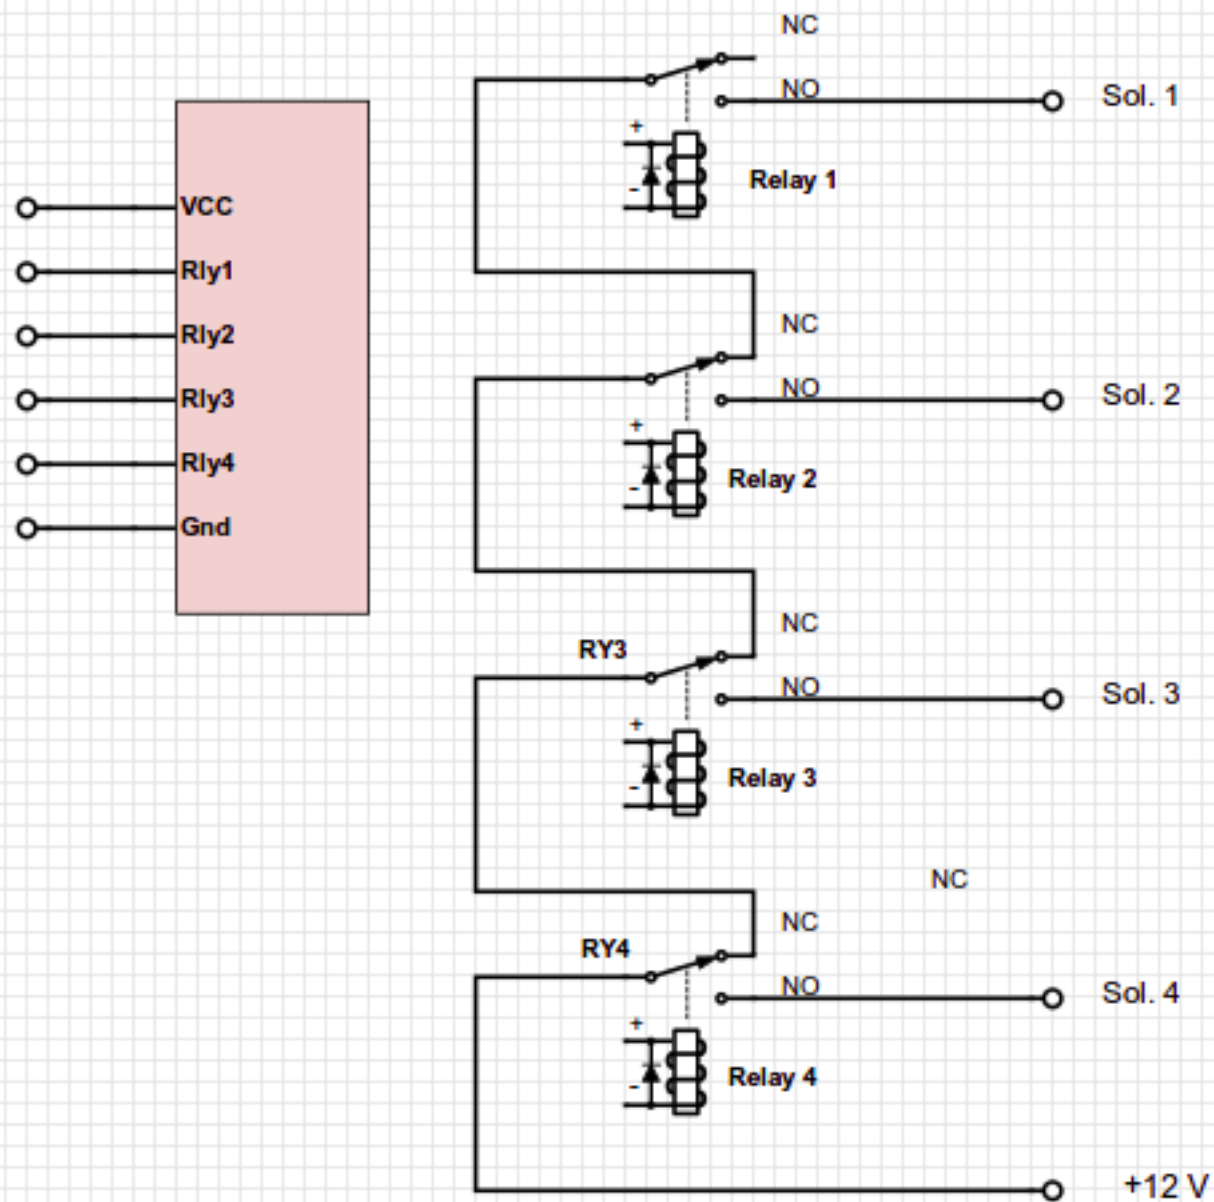 NC
NO
Sol. 1
+
-
Relay 1
VCC
Rly1
Rly2
Rly3
Rly4
Gnd
NC
NO
Sol. 2
+
-
Relay 2
NC
RY3
NO
Sol. 3
+
-
Relay 3
NC
NC
RY4
NO
Sol. 4
+
-
Relay 4
+12 V